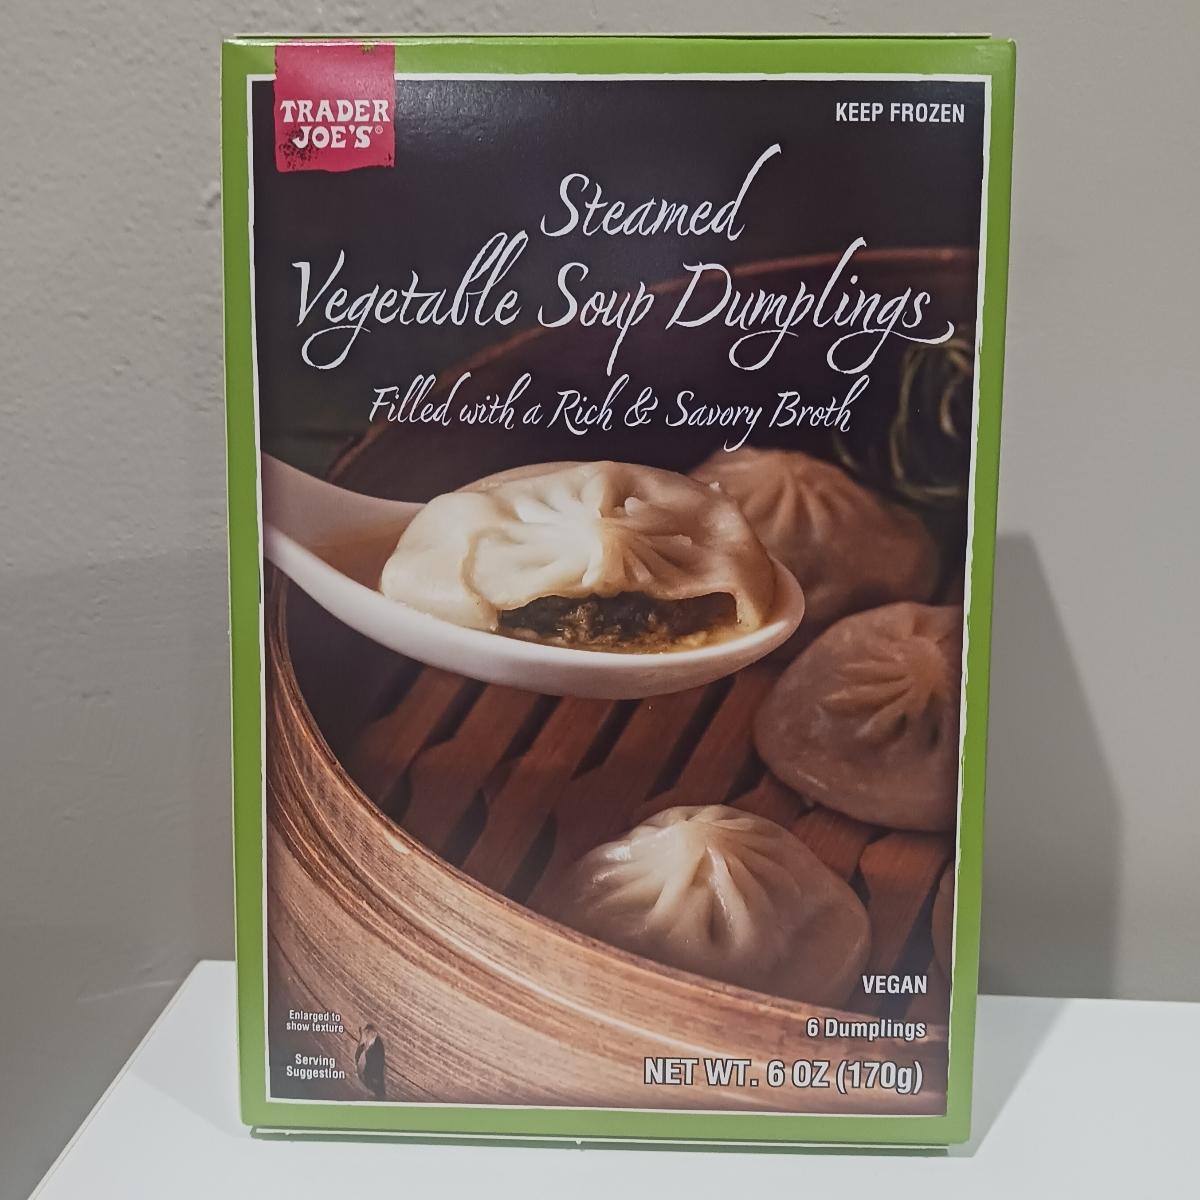 TRADER
JOE'S®
KEEP FROZEN
Steamed
Vegetable Soup Dumplings
Filled with a Rich & Savory Broth
VEGAN
6 Dumplings
NET WT. 6 OZ (170g)
Enlarged to
show texture
Serving
Suggestion